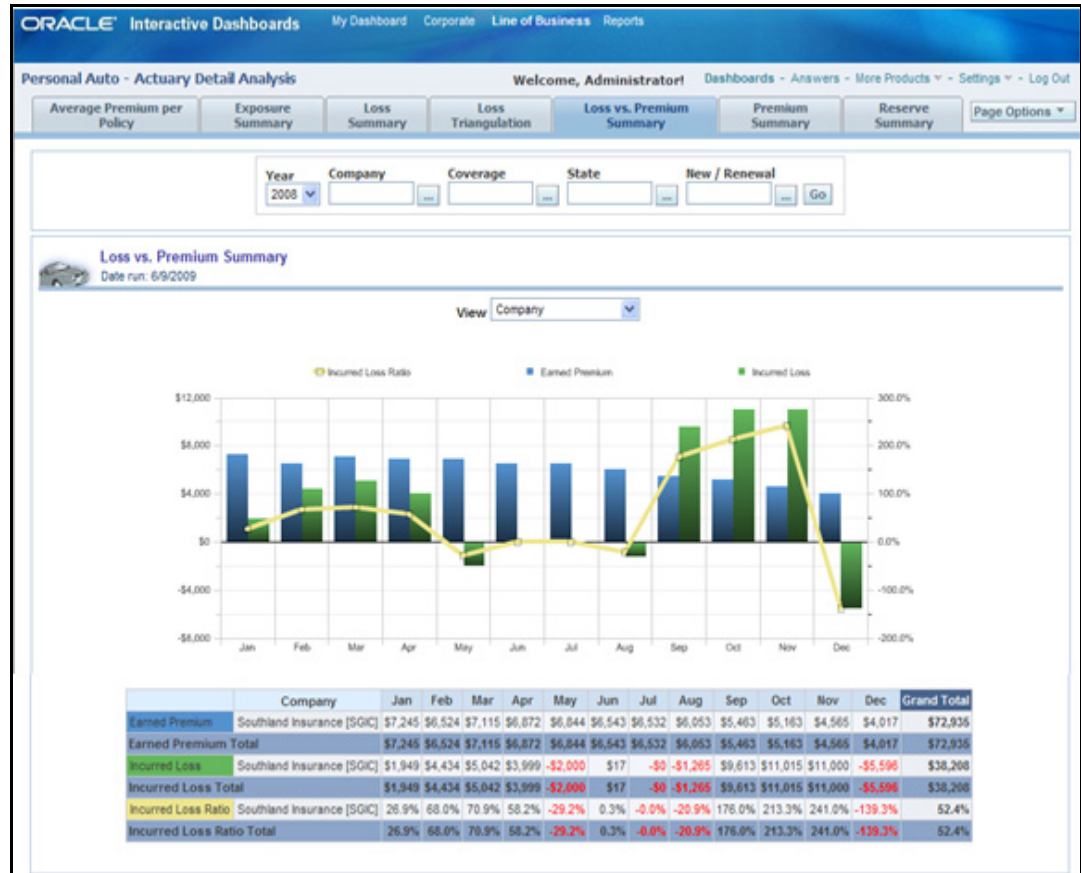 ORACLE Interactive Dashboards My Dashboard Corporate Line of Business Reports
Personal Auto - Actuary Detail Analysis Welcome, Administrator! Dashboards - Answers - More Products - Settings - Log Out
Average Premium per Policy Exposure Summary Loss Summary Loss Triangulation Loss vs. Premium Summary Premium Summary Reserve Summary Page Options
Year Company Coverage State New / Renewal
2008 ... ... ... ... Go
Loss vs. Premium Summary
Date run: 6/9/2009
View Company
Incurred Loss Ratio Earned Premium Incurred Loss
$12,000 300.0%
$8,000 200.0%
$4,000 100.0%
$0 0.0%
-$4,000 -100.0%
-$8,000 -200.0%
Jan Feb Mar Apr May Jun Jul Aug Sep Oct Nov Dec
Company Jan Feb Mar Apr May Jun Jul Aug Sep Oct Nov Dec Grand Total
Earned Premium Southland Insurance [SGIC] $7,245 $6,524 $7,115 $6,872 $6,844 $6,543 $6,532 $6,053 $5,463 $5,163 $4,565 $4,017 $72,935
Earned Premium Total $7,245 $6,524 $7,115 $6,872 $6,844 $6,543 $6,532 $6,053 $5,463 $5,163 $4,565 $4,017 $72,935
Incurred Loss Southland Insurance [SGIC] $1,949 $4,434 $5,042 $3,999 -$2,000 $17 -$0 -$1,265 $9,613 $11,015 $11,000 -$5,596 $38,208
Incurred Loss Total $1,949 $4,434 $5,042 $3,999 -$2,000 $17 -$0 -$1,265 $9,613 $11,015 $11,000 -$5,596 $38,208
Incurred Loss Ratio Southland Insurance [SGIC] 26.9% 68.0% 70.9% 58.2% -29.2% 0.3% -0.0% -20.9% 176.0% 213.3% 241.0% -139.3% 52.4%
Incurred Loss Ratio Total 26.9% 68.0% 70.9% 58.2% -29.2% 0.3% -0.0% -20.9% 176.0% 213.3% 241.0% -139.3% 52.4%